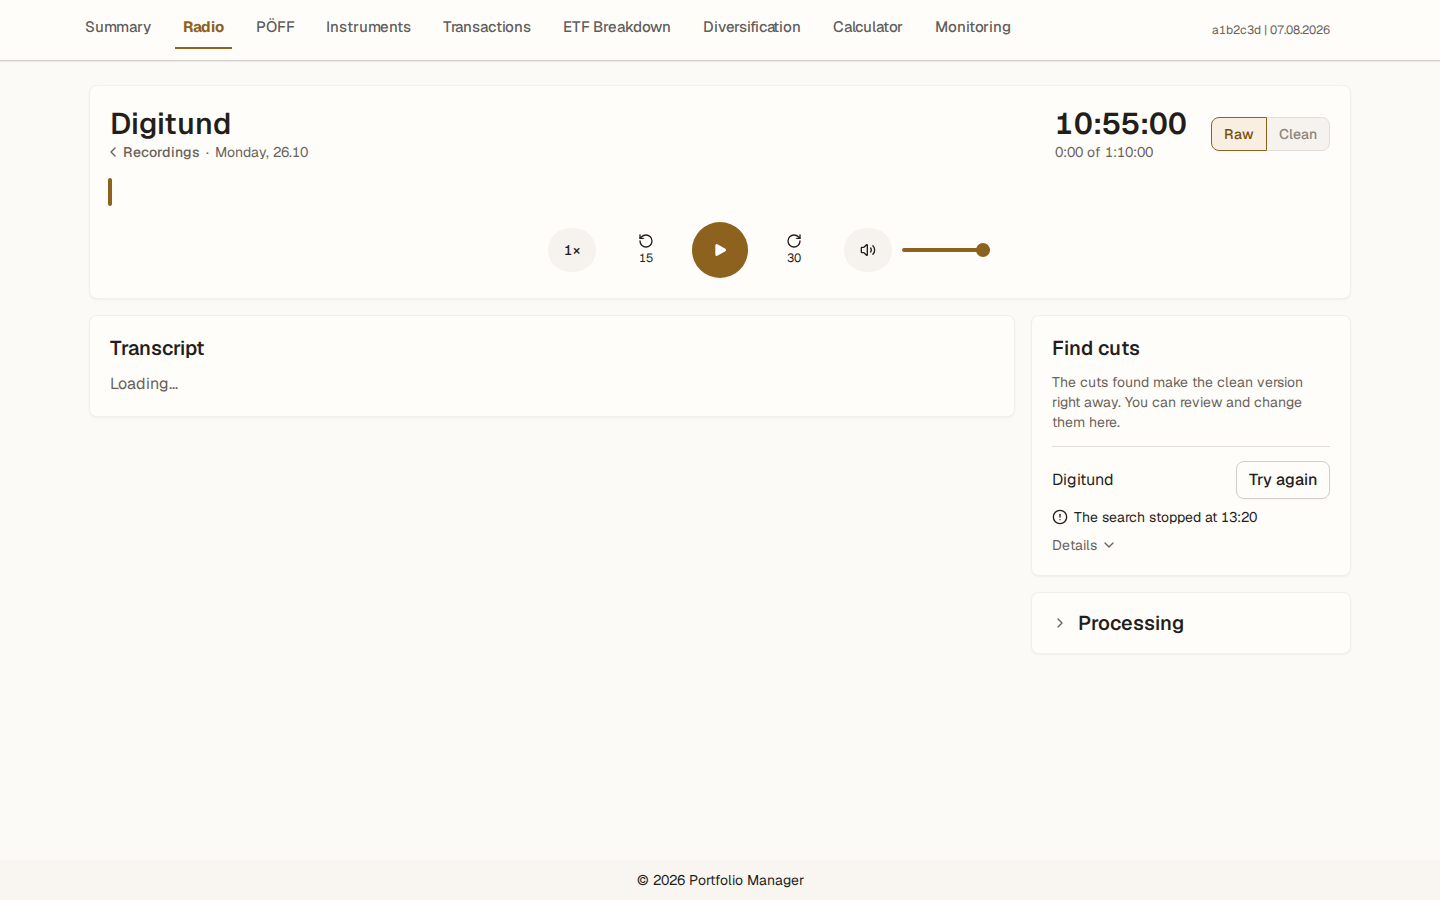 Summary Radio PÖFF Instruments Transactions ETF Breakdown Diversification Calculator Monitoring a1b2c3d | 07.08.2026
Digitund
Recordings · Monday, 26.10
10:55:00
0:00 of 1:10:00
Raw Clean
1×
15
30
Transcript
Loading...
Find cuts
The cuts found make the clean version
right away. You can review and change
them here.
Digitund Try again
The search stopped at 13:20
Details
Processing
© 2026 Portfolio Manager